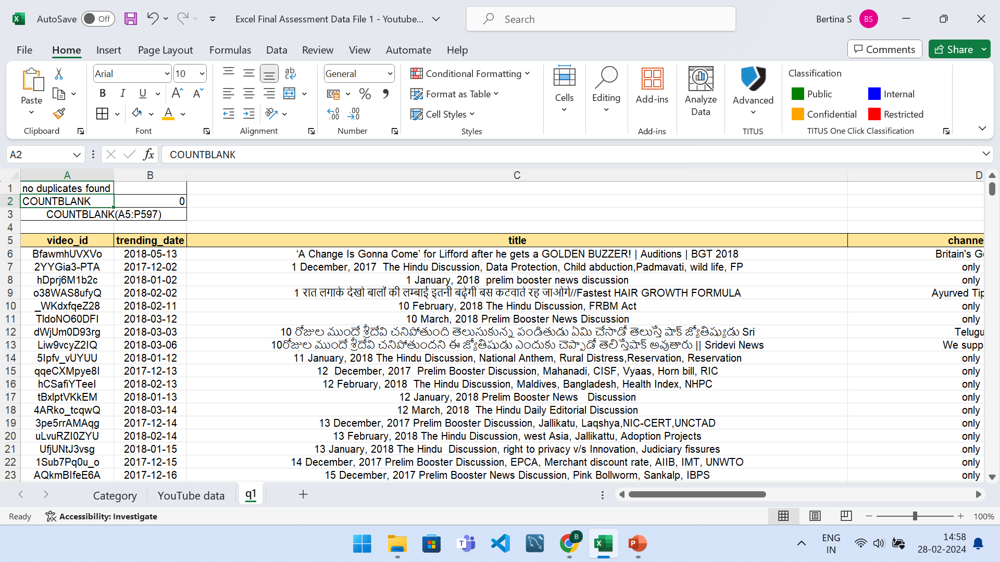 AutoSave Off Excel Final Assessment Data File 1 - Youtube... Search Bertina S BS
File Home Insert Page Layout Formulas Data Review View Automate Help Comments Share
Paste
Clipboard
Arial 10
B I U
Font
ab
Alignment
General
%
Number
Conditional Formatting
Format as Table
Cell Styles
Styles
Cells
Editing
Add-ins
Add-ins
Analyze
Data
Advanced
TITUS
Classification
Public Internal
Confidential Restricted
TITUS One Click Classification
A2 fx COUNTBLANK
A B C D
1 no duplicates found
2 COUNTBLANK 0
3 COUNTBLANK(A5:P597)
4
5 video_id trending_date title channe
6 BfawmhUVXVo 2018-05-13 ‘A Change Is Gonna Come’ for Lifford after he gets a GOLDEN BUZZER! | Auditions | BGT 2018 Britain's G
7 2YYGia3-PTA 2017-12-02 1 December, 2017 The Hindu Discussion, Data Protection, Child abduction,Padmavati, wild life, FP only
8 hDprj6M1b2c 2018-01-02 1 January, 2018 prelim booster news discussion only
9 o38WAS8ufyQ 2018-02-02 1 रात लगाके देखो बालों की लम्बाई इतनी बढ़ेगी बस कटवाते रह जाओगे//Fastest HAIR GROWTH FORMULA Ayurved Tip
10 _WKdxfqeZ28 2018-02-11 10 February, 2018 The Hindu Discussion, FRBM Act only
11 TldoNO60DFI 2018-03-12 10 March, 2018 Prelim Booster News Discussion only
12 dWjUm0D93rg 2018-03-03 10 రోజుల ముందే శ్రీదేవి చనిపోతుంది తెలుసుకున్న పండితుడు ఏమి చేసాడో తెలుస్తే షాక్ జ్యోతిష్యుడు Sri Telugu
13 Liw9vcyZ2IQ 2018-03-06 10రోజుల ముందే శ్రీదేవి చనిపోతుందని ఈ జ్యోతిషుడు ఎందుకు చెప్పాడో తెలిస్తేషాక్ అవుతారు || Sridevi News We supp
14 5Ipfv_vUYUU 2018-01-12 11 January, 2018 The Hindu Discussion, National Anthem, Rural Distress,Reservation, Reservation only
15 qqeCXMpye8I 2017-12-13 12 December, 2017 Prelim Booster Discussion, Mahanadi, CISF, Vyaas, Horn bill, RIC only
16 hCSafiYTeeI 2018-02-13 12 February, 2018 The Hindu Discussion, Maldives, Bangladesh, Health Index, NHPC only
17 tBxlptVKkEM 2018-01-13 12 January, 2018 Prelim Booster News Discussion only
18 4ARko_tcqwQ 2018-03-14 12 March, 2018 The Hindu Daily Editorial Discussion only
19 3pe5rrAMAqg 2017-12-14 13 December, 2017 Prelim Booster Discussion, Jallikatu, Laqshya,NIC-CERT,UNCTAD only
20 uLvuRZI0ZYU 2018-02-14 13 February, 2018 The Hindu Discussion, west Asia, Jallikattu, Adoption Projects only
21 UfjUNtJ3vsg 2018-01-15 13 January, 2018 The Hindu Discussion, right to privacy v/s Innovation, Judiciary fissures only
22 1Sub7Pq0u_o 2017-12-15 14 December, 2017 Prelim Booster Discussion, EPCA, Merchant discount rate, AIIB, IMT, UNWTO only
23 AQkmBIfeE6A 2017-12-16 15 December, 2017 Prelim Booster News Discussion, Pink Bollworm, Sankalp, IBPS only
Category YouTube data q1
Ready Accessibility: Investigate 100%
ENG
IN
14:58
28-02-2024